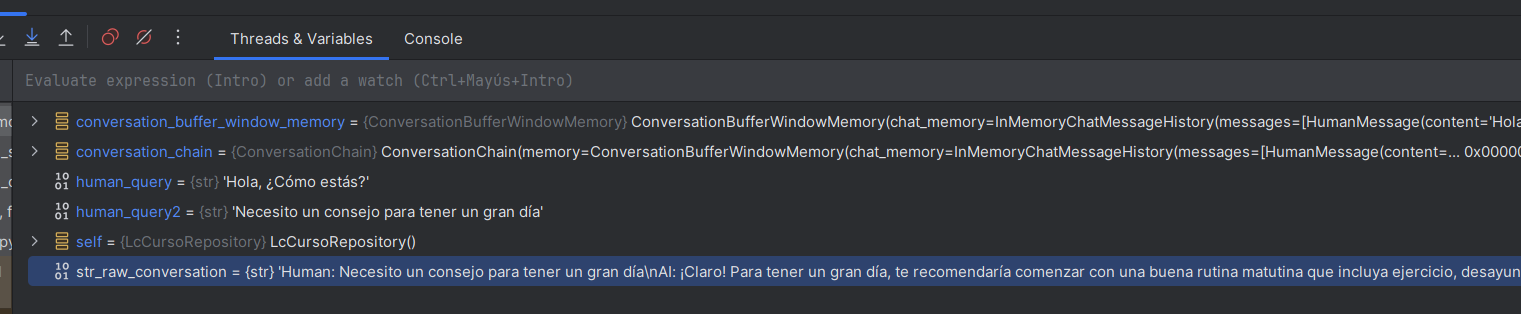 Threads & Variables Console
Evaluate expression (Intro) or add a watch (Ctrl+Mayús+Intro)
conversation_buffer_window_memory = {ConversationBufferWindowMemory} ConversationBufferWindowMemory(chat_memory=InMemoryChatMessageHistory(messages=[HumanMessage(content='Hola
conversation_chain = {ConversationChain} ConversationChain(memory=ConversationBufferWindowMemory(chat_memory=InMemoryChatMessageHistory(messages=[HumanMessage(content=... 0x00000
human_query = {str} 'Hola, ¿Cómo estás?'
human_query2 = {str} 'Necesito un consejo para tener un gran día'
self = {LcCursoRepository} LcCursoRepository()
str_raw_conversation = {str} 'Human: Necesito un consejo para tener un gran día\nAI: ¡Claro! Para tener un gran día, te recomendaría comenzar con una buena rutina matutina que incluya ejercicio, desayun